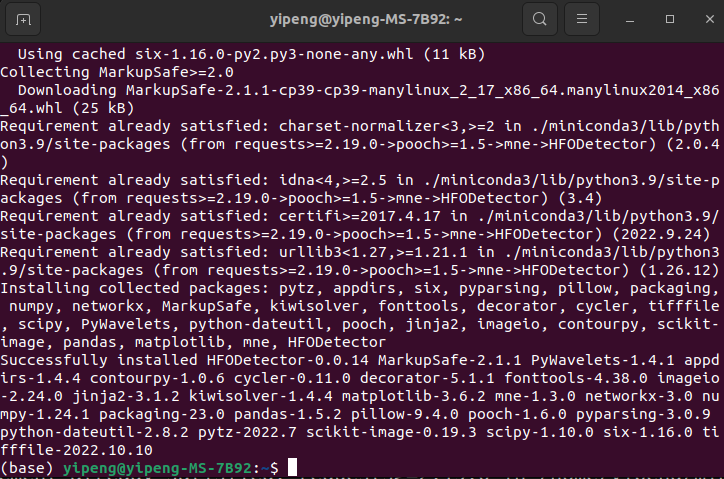 yipeng@yipeng-MS-7B92: ~
  Using cached six-1.16.0-py2.py3-none-any.whl (11 kB)
Collecting MarkupSafe>=2.0
  Downloading MarkupSafe-2.1.1-cp39-cp39-manylinux_2_17_x86_64.manylinux2014_x86
_64.whl (25 kB)
Requirement already satisfied: charset-normalizer<3,>=2 in ./miniconda3/lib/pyth
on3.9/site-packages (from requests>=2.19.0->pooch>=1.5->mne->HFODetector) (2.0.4
)
Requirement already satisfied: idna<4,>=2.5 in ./miniconda3/lib/python3.9/site-p
ackages (from requests>=2.19.0->pooch>=1.5->mne->HFODetector) (3.4)
Requirement already satisfied: certifi>=2017.4.17 in ./miniconda3/lib/python3.9/
site-packages (from requests>=2.19.0->pooch>=1.5->mne->HFODetector) (2022.9.24)
Requirement already satisfied: urllib3<1.27,>=1.21.1 in ./miniconda3/lib/python3
.9/site-packages (from requests>=2.19.0->pooch>=1.5->mne->HFODetector) (1.26.12)
Installing collected packages: pytz, appdirs, six, pyparsing, pillow, packaging,
 numpy, networkx, MarkupSafe, kiwisolver, fonttools, decorator, cycler, tifffile
, scipy, PyWavelets, python-dateutil, pooch, jinja2, imageio, contourpy, scikit-
image, pandas, matplotlib, mne, HFODetector
Successfully installed HFODetector-0.0.14 MarkupSafe-2.1.1 PyWavelets-1.4.1 appd
irs-1.4.4 contourpy-1.0.6 cycler-0.11.0 decorator-5.1.1 fonttools-4.38.0 imageio
-2.24.0 jinja2-3.1.2 kiwisolver-1.4.4 matplotlib-3.6.2 mne-1.3.0 networkx-3.0 nu
mpy-1.24.1 packaging-23.0 pandas-1.5.2 pillow-9.4.0 pooch-1.6.0 pyparsing-3.0.9 
python-dateutil-2.8.2 pytz-2022.7 scikit-image-0.19.3 scipy-1.10.0 six-1.16.0 ti
fffile-2022.10.10
(base) yipeng@yipeng-MS-7B92:~$